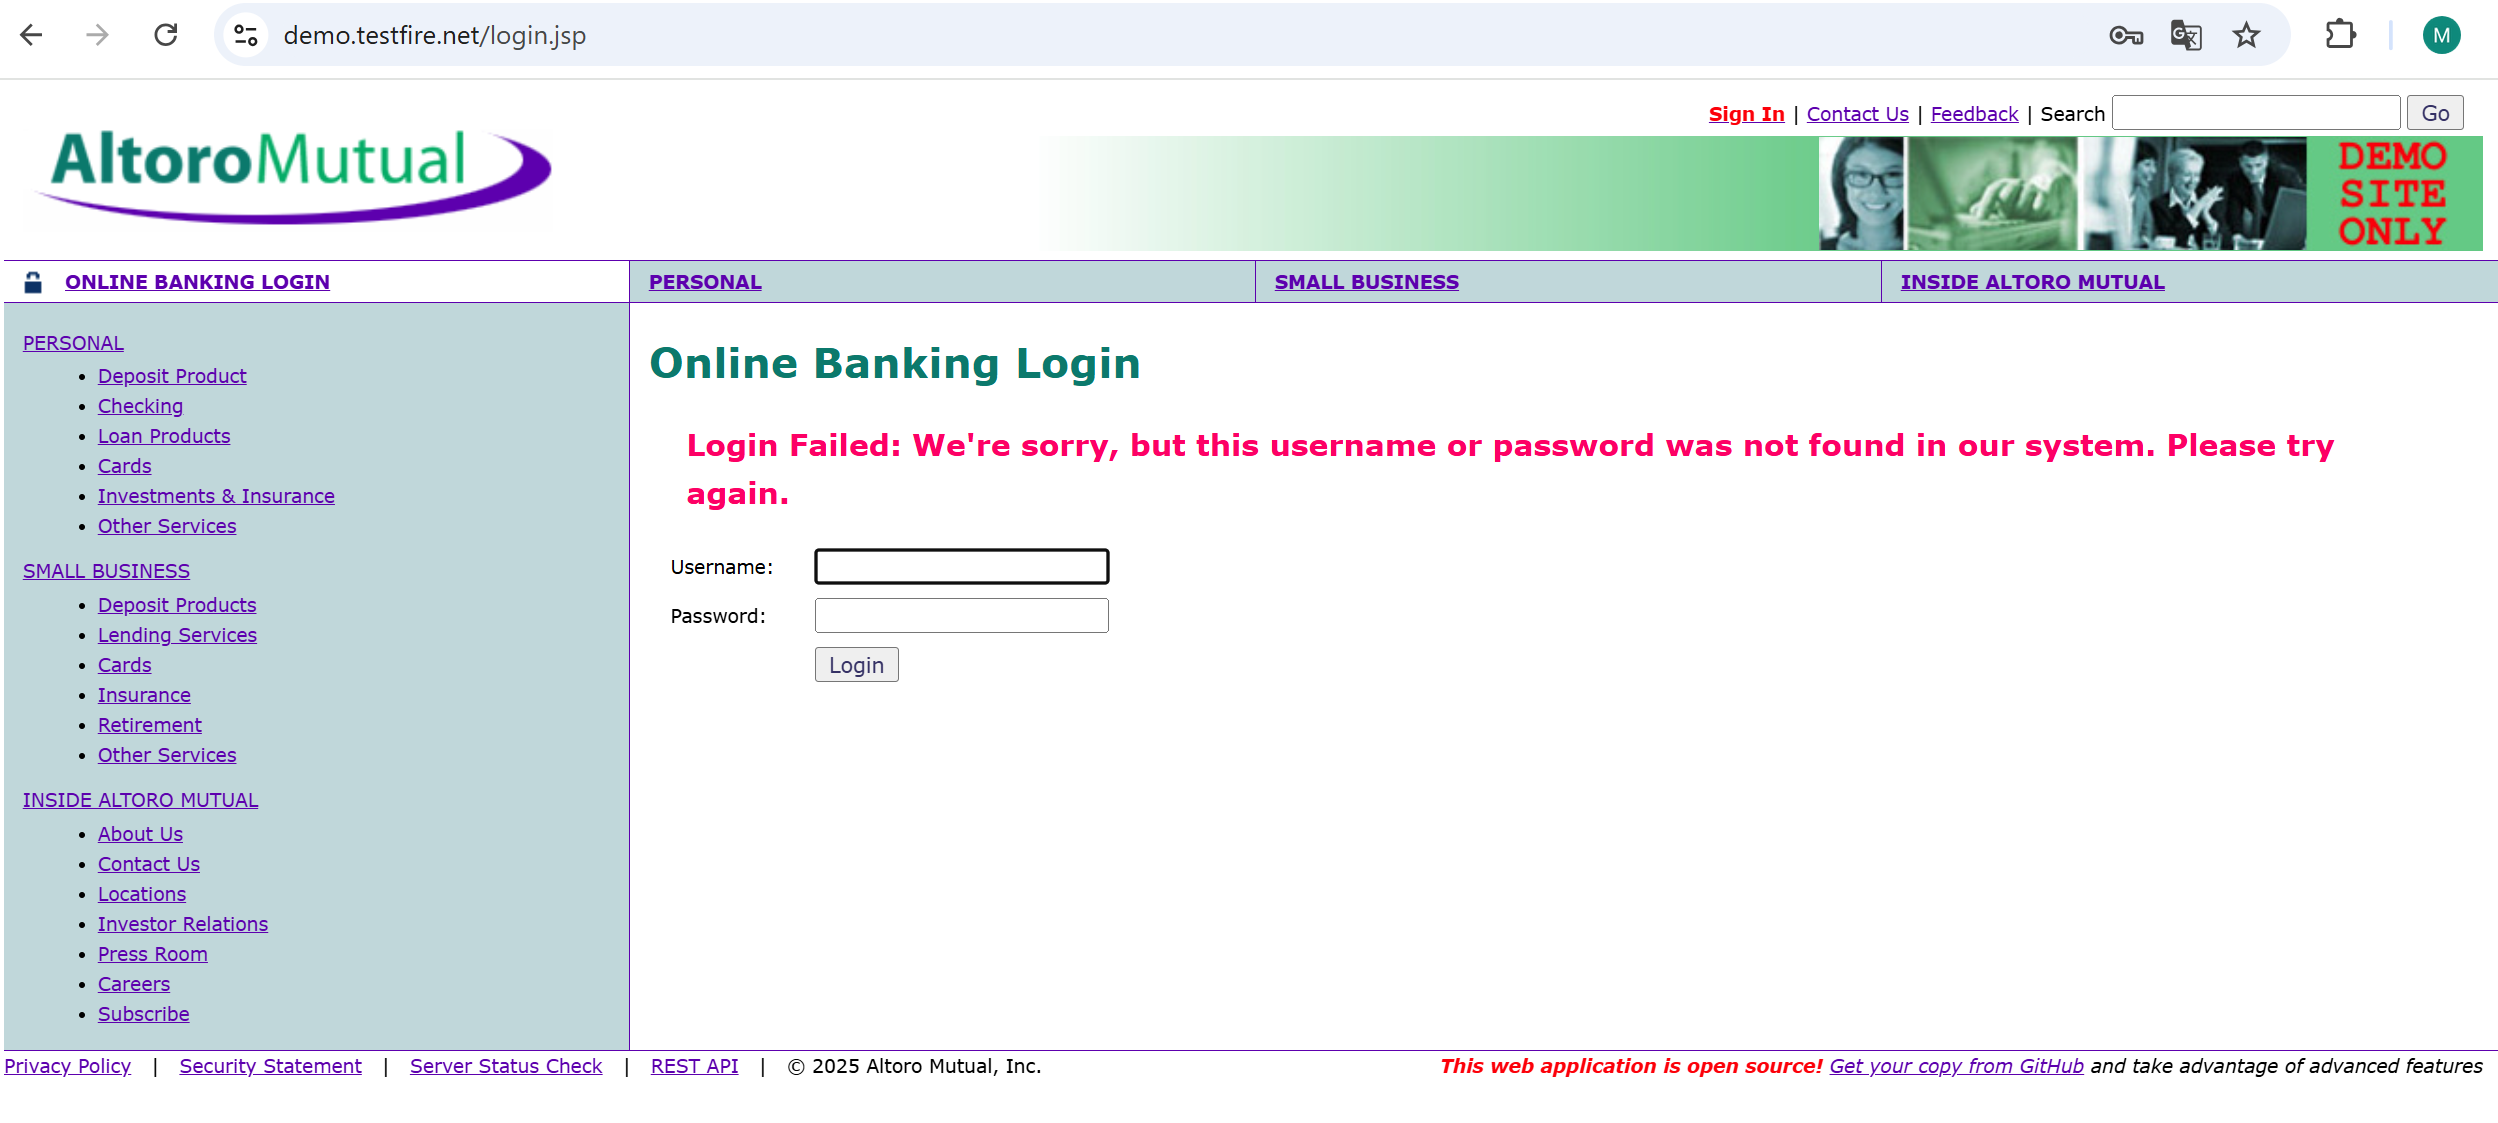 demo.testfire.net/login.jsp
M
Sign In | Contact Us | Feedback | Search Go
AltoroMutual
DEMO
SITE
ONLY
ONLINE BANKING LOGIN
PERSONAL
SMALL BUSINESS
INSIDE ALTORO MUTUAL
PERSONAL
Deposit Product
Checking
Loan Products
Cards
Investments & Insurance
Other Services
SMALL BUSINESS
Deposit Products
Lending Services
Cards
Insurance
Retirement
Other Services
INSIDE ALTORO MUTUAL
About Us
Contact Us
Locations
Investor Relations
Press Room
Careers
Subscribe
Online Banking Login
Login Failed: We're sorry, but this username or password was not found in our system. Please try
again.
Username:
Password:
Login
Privacy Policy | Security Statement | Server Status Check | REST API | © 2025 Altoro Mutual, Inc.
This web application is open source! Get your copy from GitHub and take advantage of advanced features